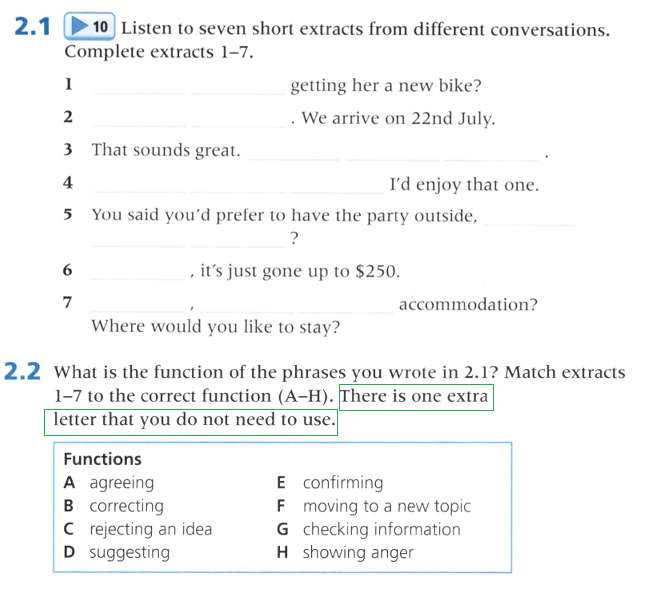 2.1 10 Listen to seven short extracts from different conversations.
Complete extracts 1–7.
1 getting her a new bike?
2 . We arrive on 22nd July.
3 That sounds great. .
4 I'd enjoy that one.
5 You said you'd prefer to have the party outside,
?
6 , it's just gone up to $250.
7 , accommodation?
Where would you like to stay?
2.2 What is the function of the phrases you wrote in 2.1? Match extracts
1–7 to the correct function (A–H). There is one extra
letter that you do not need to use.
Functions
A agreeing
B correcting
C rejecting an idea
D suggesting
E confirming
F moving to a new topic
G checking information
H showing anger